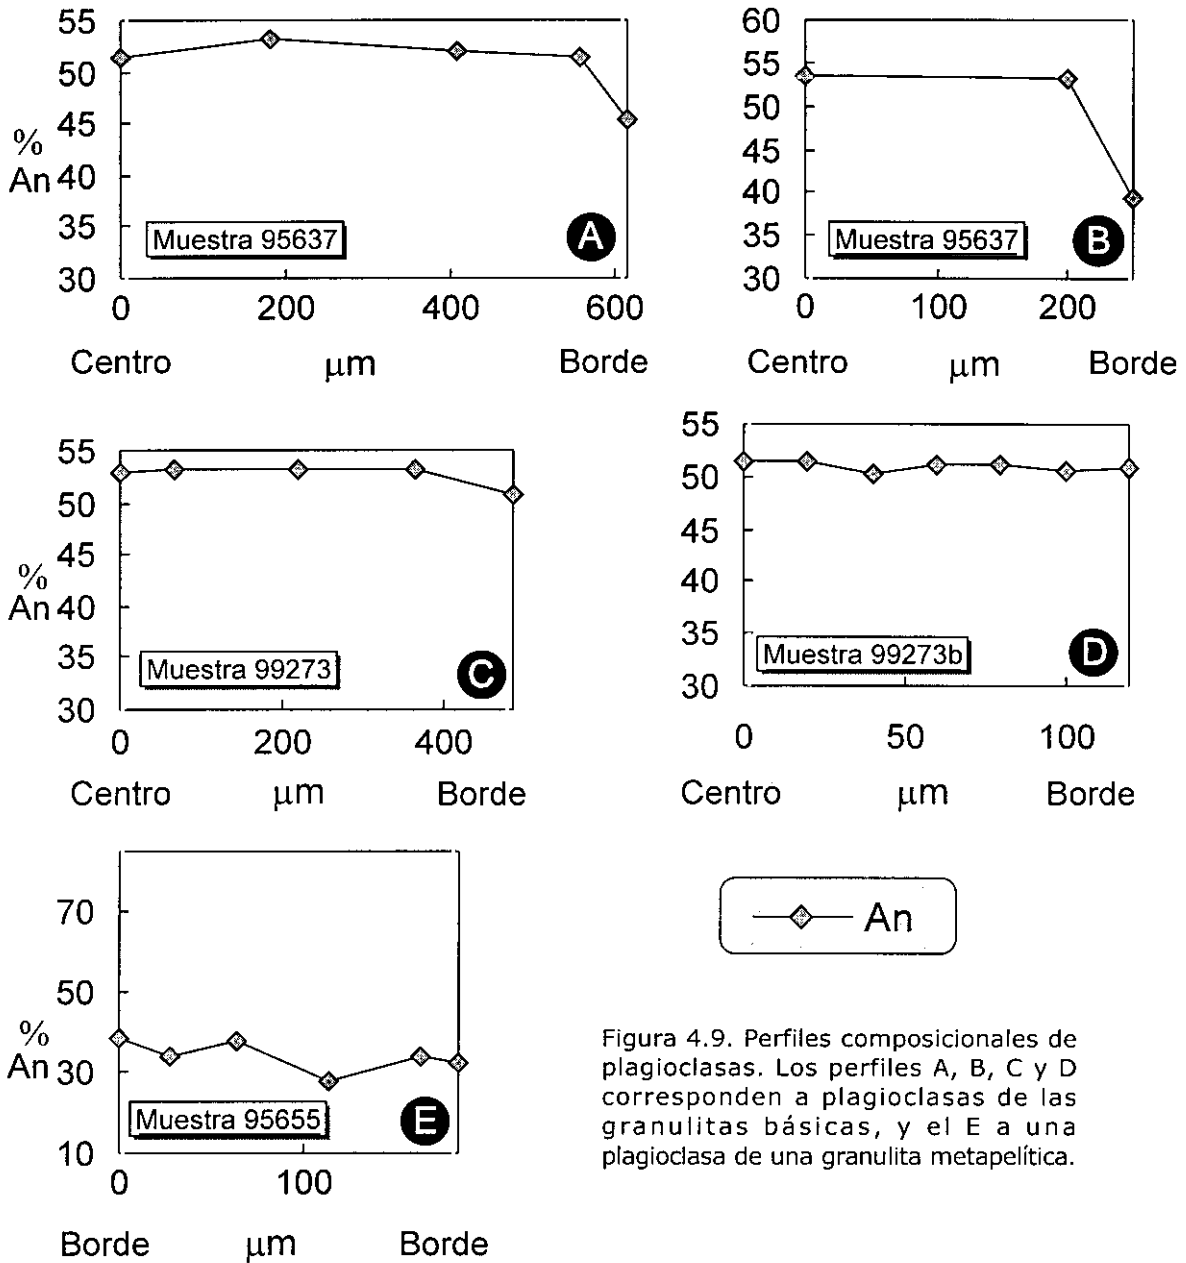 55
50
45
%
An
40
35
30
Muestra 95637
A
0
200
400
600
Centro
μm
Borde
60
55
50
45
40
35
30
Muestra 95637
B
0
100
200
Centro
μm
Borde
55
50
45
%
An
40
35
30
Muestra 99273
C
0
200
400
Centro
μm
Borde
55
50
45
40
35
30
Muestra 99273b
D
0
50
100
Centro
μm
Borde
70
50
%
An
30
10
Muestra 95655
E
0
100
Borde
μm
Borde
An
Figura 4.9. Perfiles composicionales de
plagioclasas. Los perfiles A, B, C y D
corresponden a plagioclasas de las
granulitas básicas, y el E a una
plagioclasa de una granulita metapelítica.